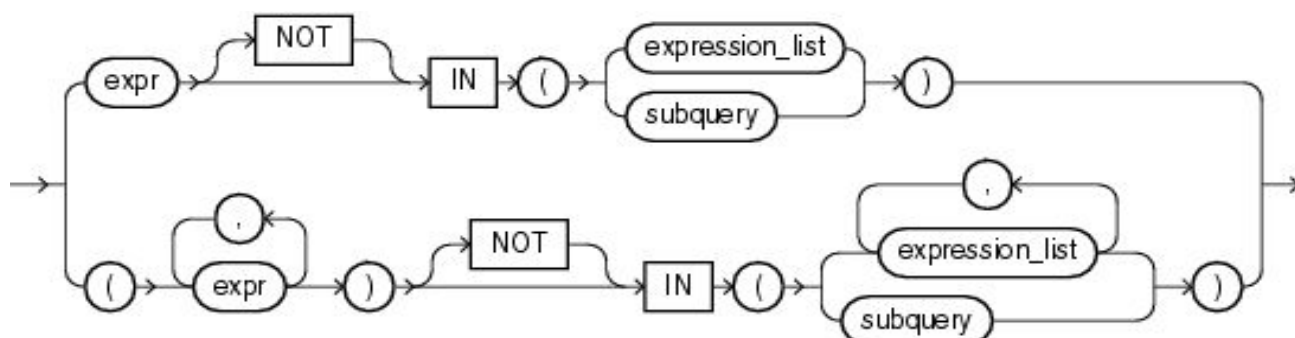 NOT
expr IN ( expression_list )
subquery
, ,
NOT expression_list
( expr ) IN ( )
subquery